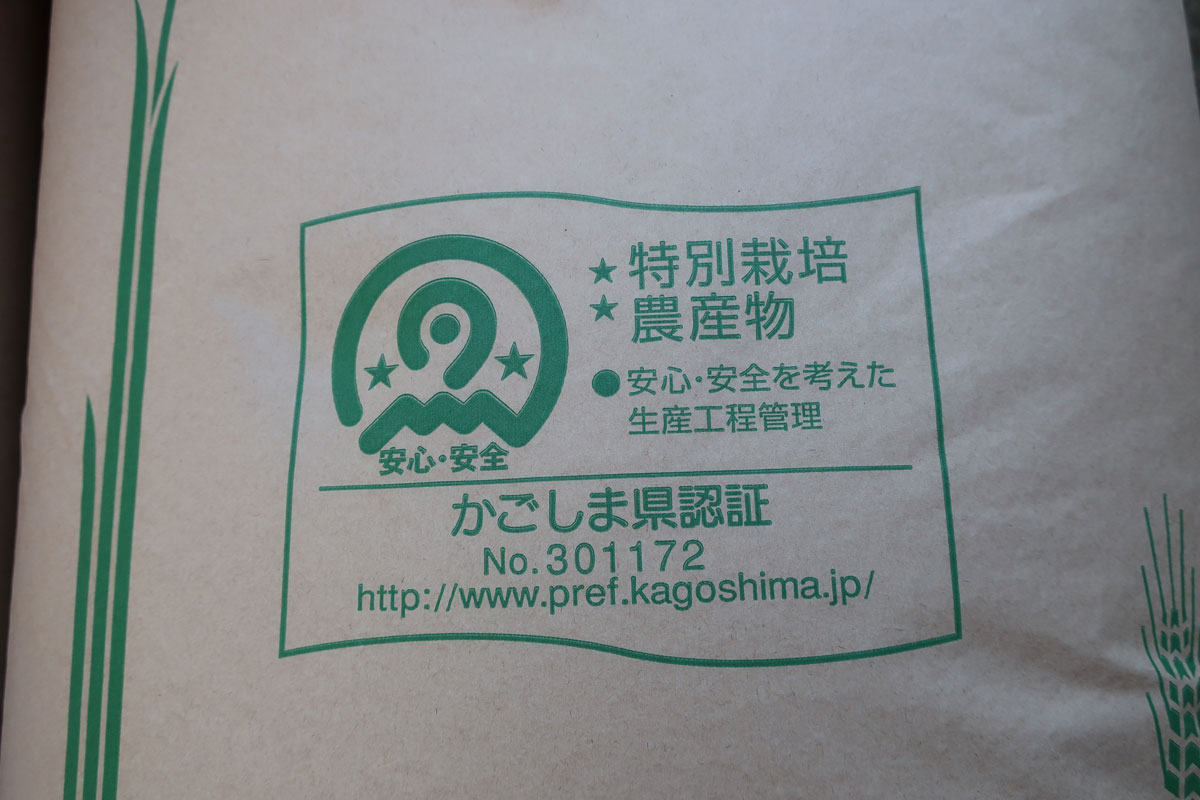 ★特別栽培
★農産物
●安心・安全を考えた
生産工程管理
安心・安全
かごしま県認証
No.301172
http://www.pref.kagoshima.jp/